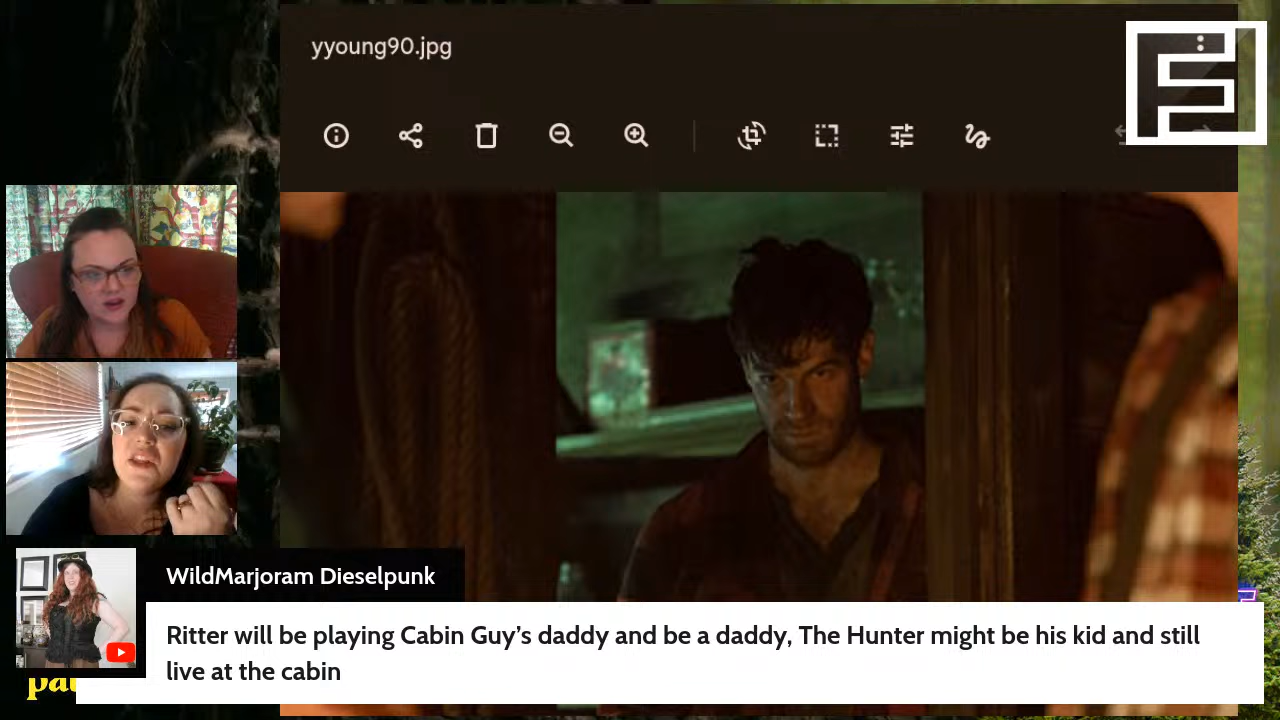 yyoung90.jpg
WildMarjoram Dieselpunk
Ritter will be playing Cabin Guy’s daddy and be a daddy, The Hunter might be his kid and still
live at the cabin